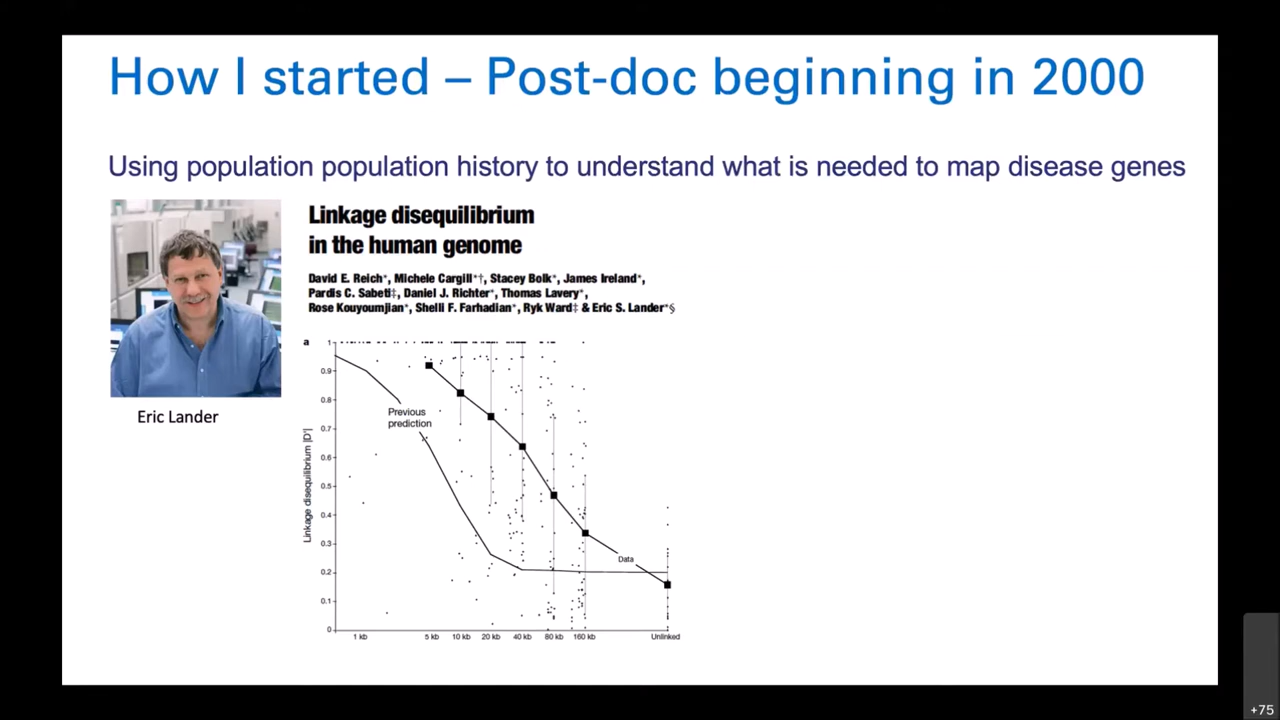 How I started – Post-doc beginning in 2000
Using population population history to understand what is needed to map disease genes
Linkage disequilibrium
in the human genome
David E. Reich*, Michele Cargill*†, Stacey Bolk*, James Ireland*,
Pardis C. Sabeti‡, Daniel J. Richter*, Thomas Lavery*,
Rose Kouyoumjian*, Shelli F. Farhadian*, Ryk Ward‡ & Eric S. Lander*§
Eric Lander
a
Linkage disequilibrium |D'|
1
0.9
0.8
0.7
0.6
0.5
0.4
0.3
0.2
0.1
0
Previous
prediction
Data
1 kb 5 kb 10 kb 20 kb 40 kb 80 kb 160 kb Unlinked
+75